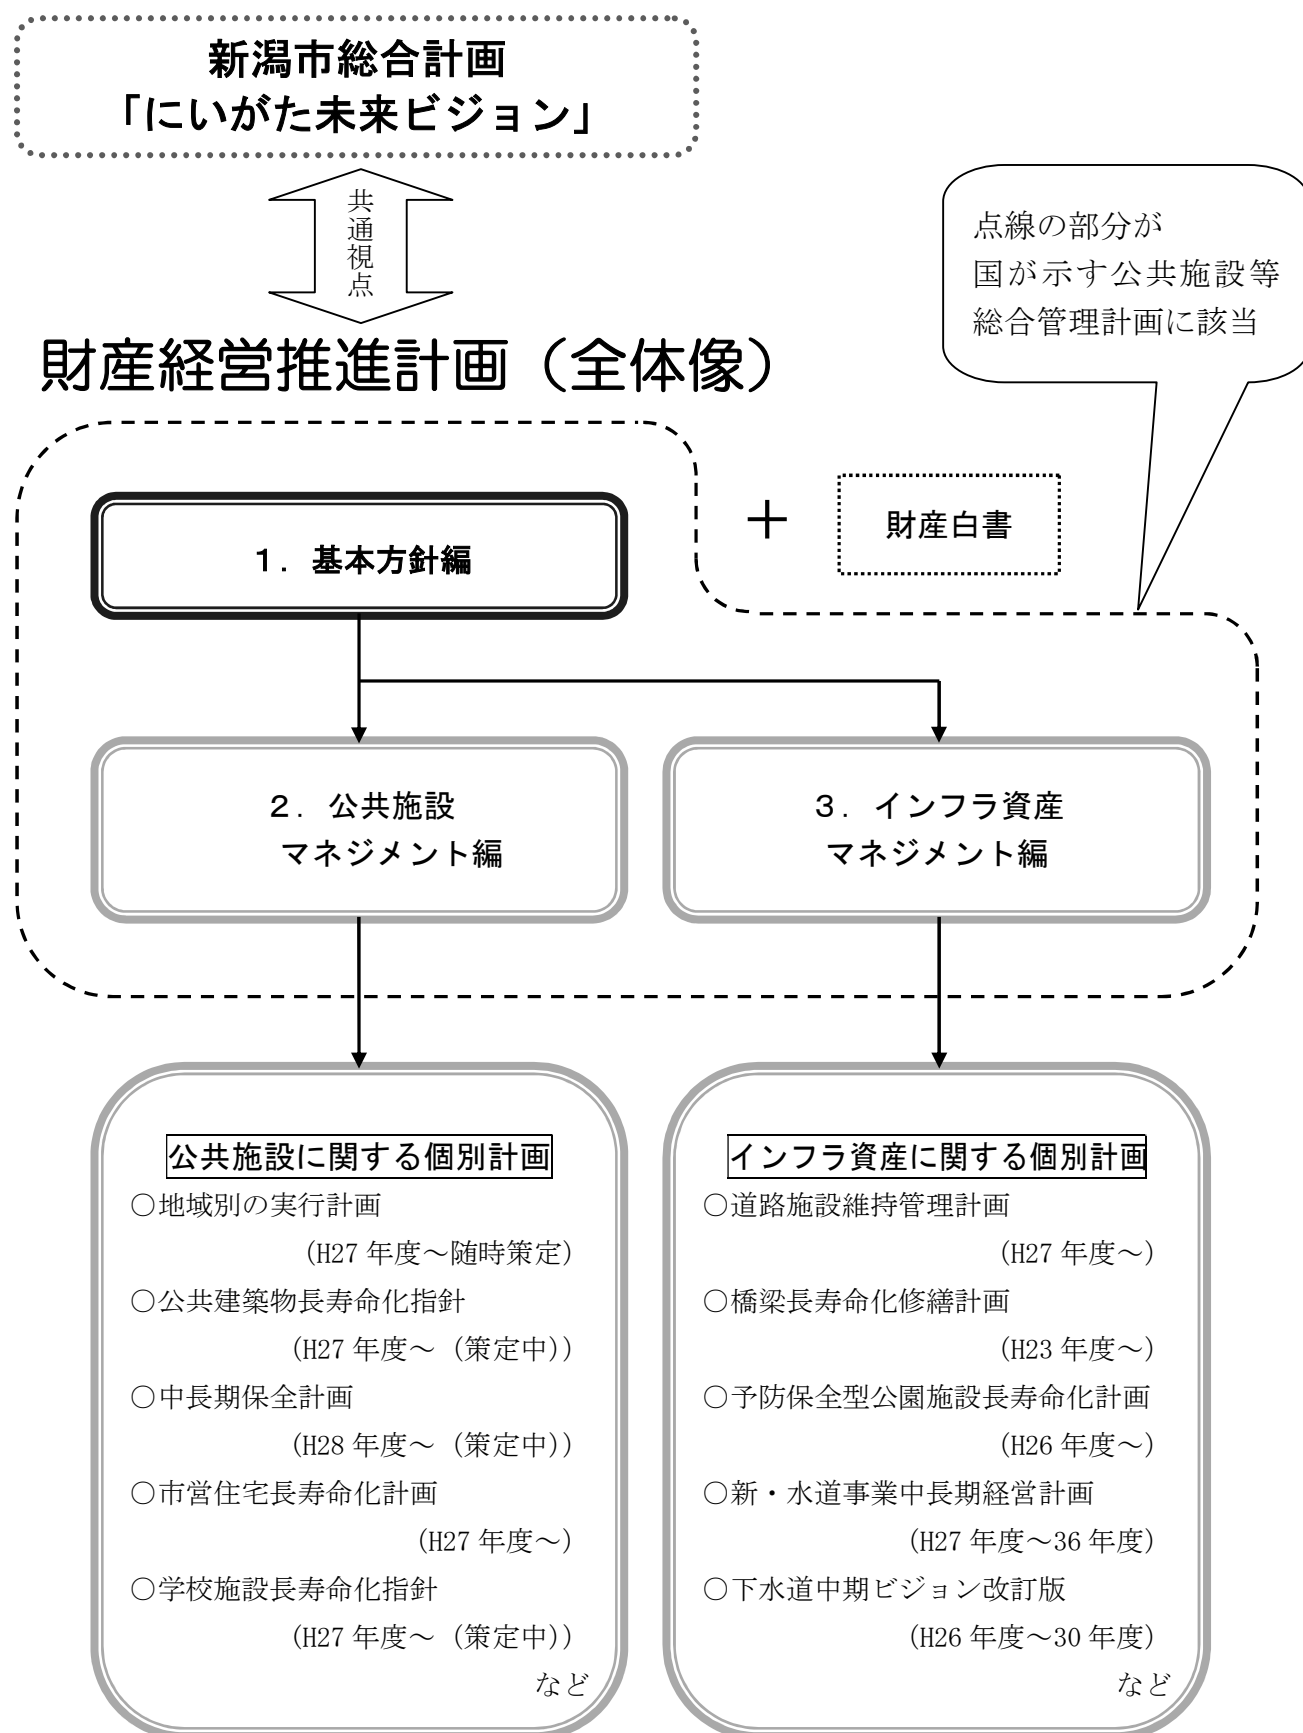 新潟市総合計画
「にいがた未来ビジョン」
共通視点
点線の部分が
国が示す公共施設等
総合管理計画に該当
財産経営推進計画（全体像）
１．基本方針編
＋
財産白書
２．公共施設
マネジメント編
３．インフラ資産
マネジメント編
公共施設に関する個別計画
○地域別の実行計画
（H27 年度～随時策定）
○公共建築物長寿命化指針
（H27 年度～（策定中））
○中長期保全計画
（H28 年度～（策定中））
○市営住宅長寿命化計画
（H27 年度～）
○学校施設長寿命化指針
（H27 年度～（策定中））
など
インフラ資産に関する個別計画
○道路施設維持管理計画
（H27 年度～）
○橋梁長寿命化修繕計画
（H23 年度～）
○予防保全型公園施設長寿命化計画
（H26 年度～）
○新・水道事業中長期経営計画
（H27 年度～36 年度）
○下水道中期ビジョン改訂版
（H26 年度～30 年度）
など